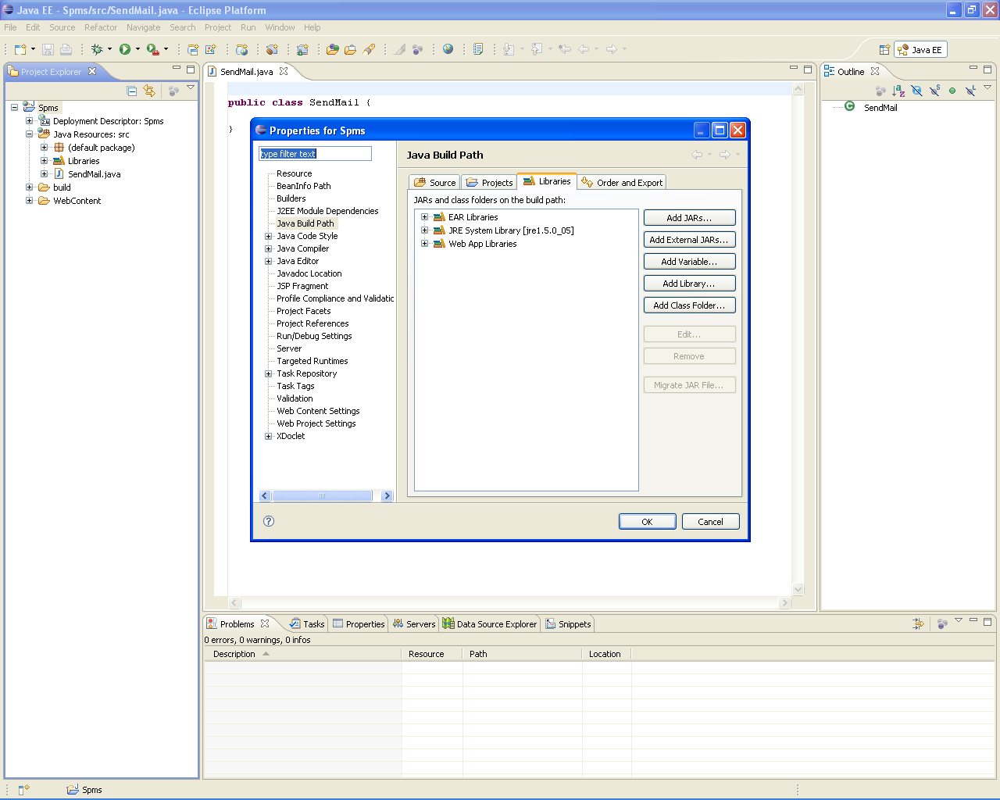 Java EE - Spms/src/SendMail.java - Eclipse Platform
File Edit Source Refactor Navigate Search Project Run Window Help
Java EE
Project Explorer
Spms
Deployment Descriptor: Spms
Java Resources: src
(default package)
Libraries
SendMail.java
build
WebContent
SendMail.java
public class SendMail {
}
Properties for Spms
type filter text
Resource
BeanInfo Path
Builders
J2EE Module Dependencies
Java Build Path
Java Code Style
Java Compiler
Java Editor
Javadoc Location
JSP Fragment
Profile Compliance and Validatic
Project Facets
Project References
Run/Debug Settings
Server
Targeted Runtimes
Task Repository
Task Tags
Validation
Web Content Settings
Web Project Settings
XDoclet
Java Build Path
Source Projects Libraries Order and Export
JARs and class folders on the build path:
EAR Libraries
JRE System Library [jre1.5.0_05]
Web App Libraries
Add JARs...
Add External JARs...
Add Variable...
Add Library...
Add Class Folder...
Edit...
Remove
Migrate JAR File...
OK Cancel
Outline
SendMail
Problems Tasks Properties Servers Data Source Explorer Snippets
0 errors, 0 warnings, 0 infos
Description Resource Path Location
Spms